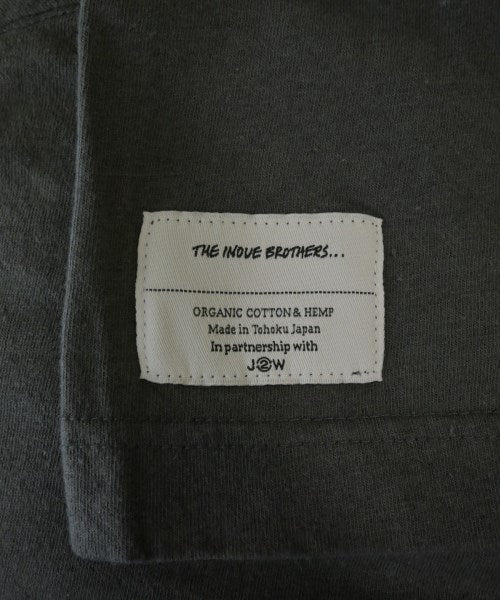 THE INOUE BROTHERS...
ORGANIC COTTON & HEMP
Made in Tohoku Japan
In partnership with
J②W